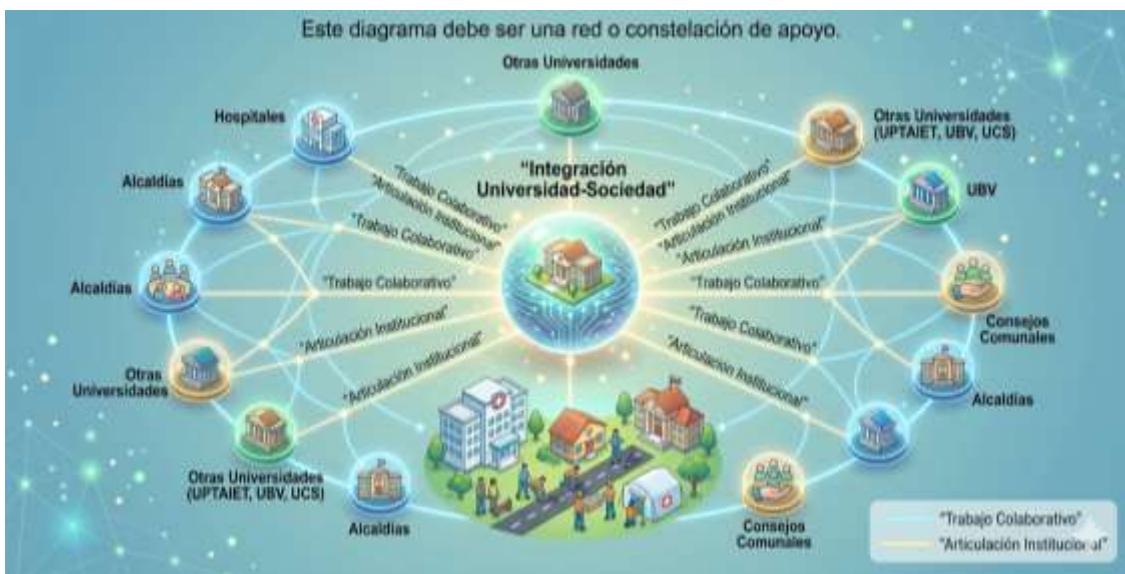 Este diagrama debe ser una red o constelación de apoyo.
Otras Universidades
Hospitales
Otras Universidades
(UPTAIET, UBV, UCS)
"Integración
Universidad-Sociedad"
Alcaldías
UBV
"Trabajo Colaborativo"
"Articulación Institucional"
"Trabajo Colaborativo"
"Trabajo Colaborativo"
"Articulación Institucional"
"Articulación Institucional"
Alcaldías
"Trabajo Colaborativo"
"Trabajo Colaborativo"
Consejos
Comunales
"Articulación Institucional"
"Articulación Institucional"
"Trabajo Colaborativo"
"Articulación Institucional"
Otras
Universidades
Alcaldías
Otras Universidades
(UPTAIET, UBV, UCS)
Alcaldías
Consejos
Comunales
"Trabajo Colaborativo"
"Articulación Institucional"